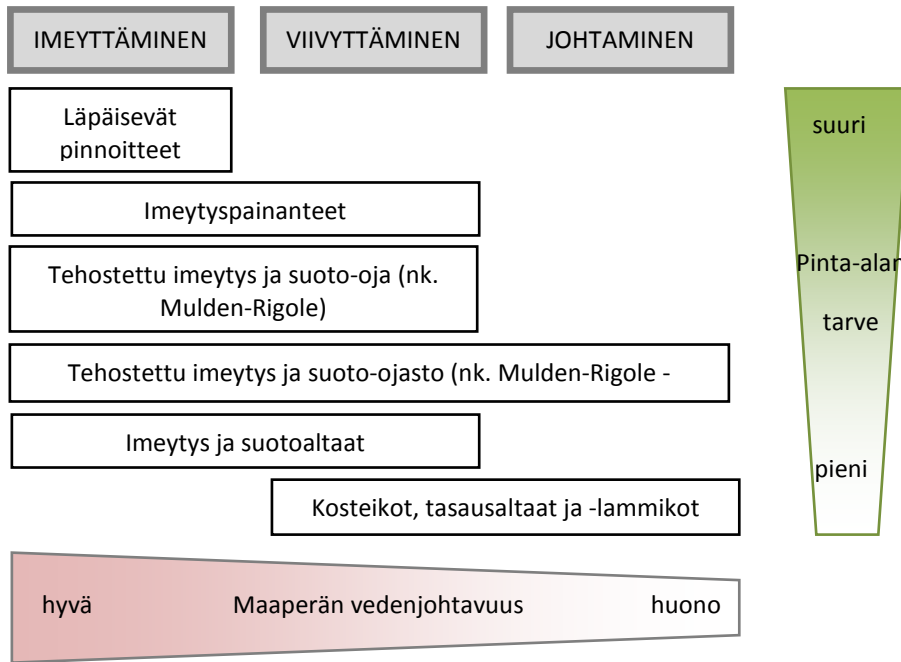 IMEYTTÄMINEN
VIIVYTTÄMINEN
JOHTAMINEN
Läpäisevät
pinnoitteet
Imeytyspainanteet
Tehostettu imeytys ja suoto-oja (nk.
Mulden-Rigole)
Tehostettu imeytys ja suoto-ojasto (nk. Mulden-Rigole -
Imeytys ja suotoaltaat
Kosteikot, tasausaltaat ja -lammikot
suuri
Pinta-alan
tarve
pieni
hyvä
Maaperän vedenjohtavuus
huono